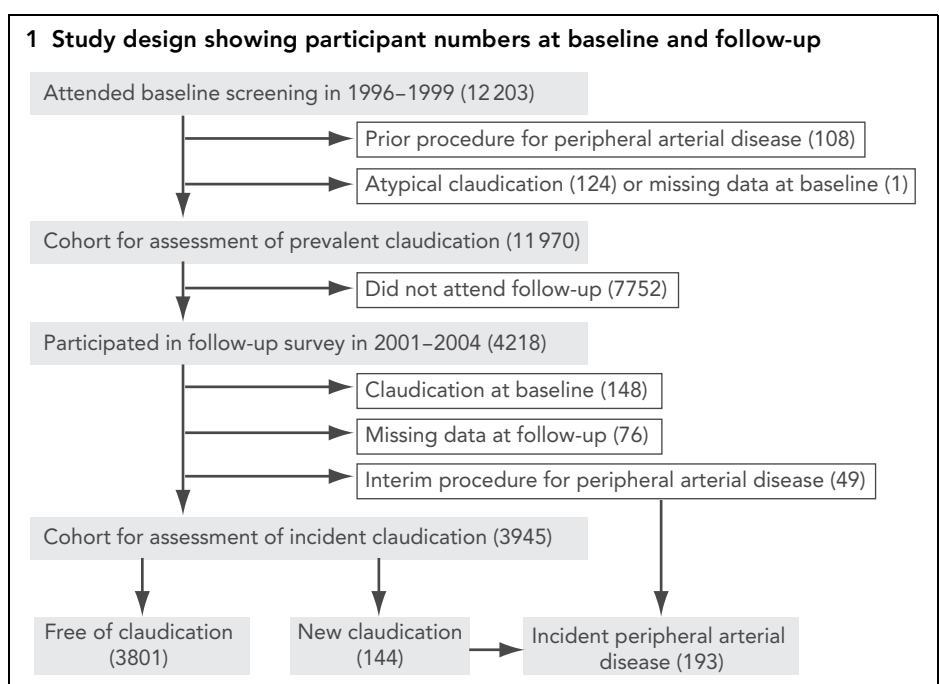 1 Study design showing participant numbers at baseline and follow-up
Attended baseline screening in 1996–1999 (12 203)
Prior procedure for peripheral arterial disease (108)
Atypical claudication (124) or missing data at baseline (1)
Cohort for assessment of prevalent claudication (11 970)
Did not attend follow-up (7752)
Participated in follow-up survey in 2001–2004 (4218)
Claudication at baseline (148)
Missing data at follow-up (76)
Interim procedure for peripheral arterial disease (49)
Cohort for assessment of incident claudication (3945)
Free of claudication
(3801)
New claudication
(144)
Incident peripheral arterial
disease (193)